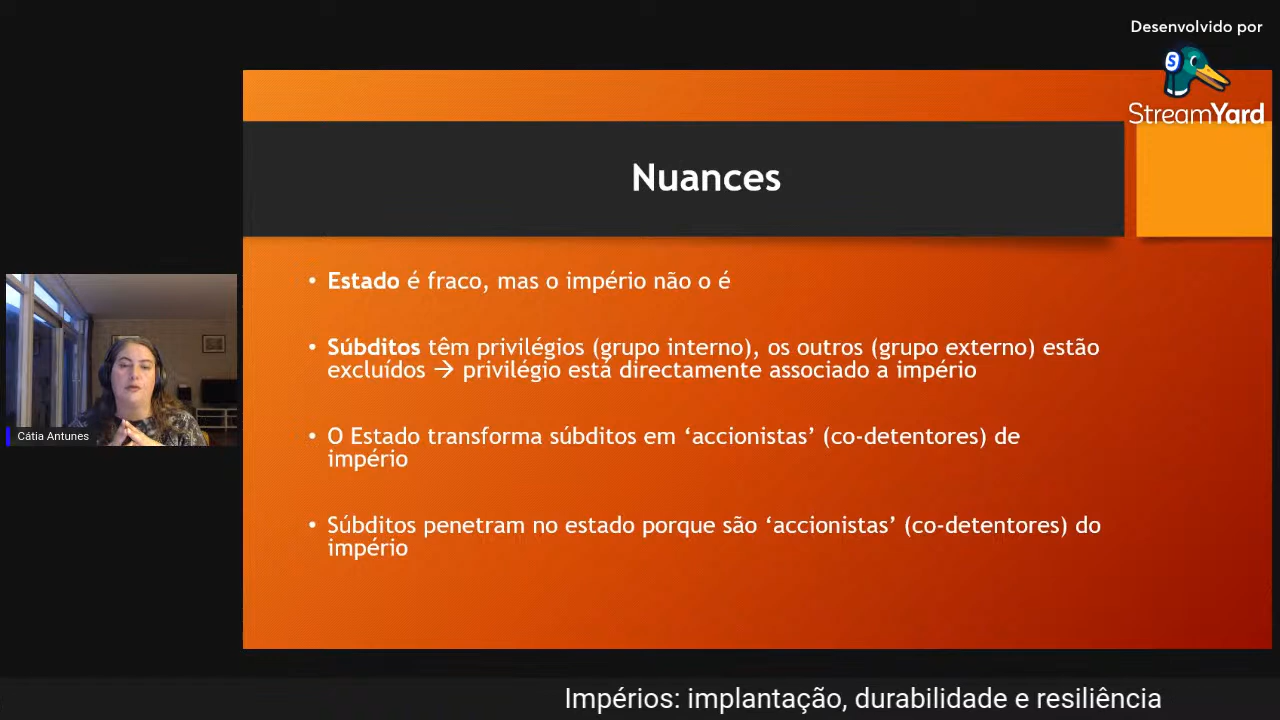 Desenvolvido por
S
StreamYard
Nuances
• Estado é fraco, mas o império não o é
• Súbditos têm privilégios (grupo interno), os outros (grupo externo) estão
excluídos → privilégio está directamente associado a império
• O Estado transforma súbditos em ‘accionistas’ (co-detentores) de
império
• Súbditos penetram no estado porque são ‘accionistas’ (co-detentores) do
império
Cátia Antunes
Impérios: implantação, durabilidade e resiliência